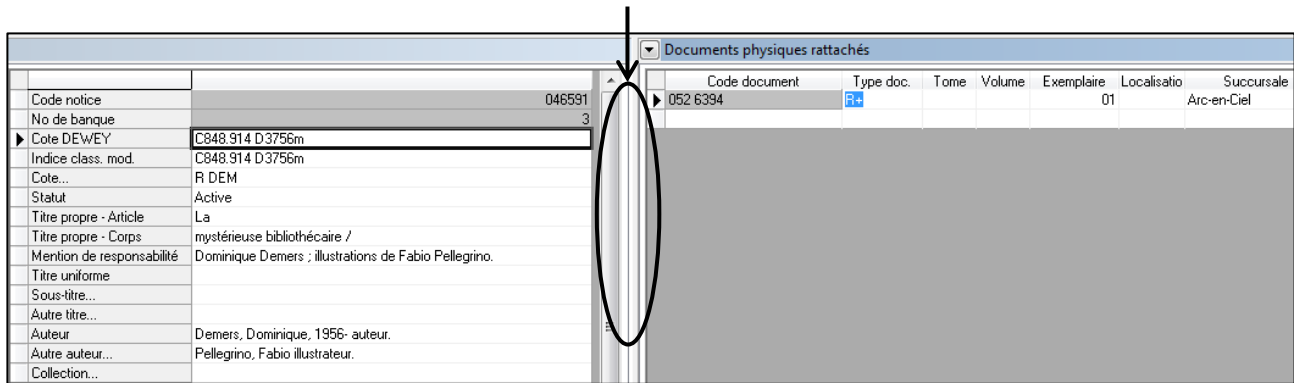 Documents physiques rattachés
Code document Type doc. Tome Volume Exemplaire Localisatio Succursale
052 6394 R+ 01 Arc-en-Ciel
Code notice 046591
No de banque 3
Cote DEWEY C848.914 D3756m
Indice class. mod. C848.914 D3756m
Cote... R DEM
Statut Active
Titre propre - Article La
Titre propre - Corps mystérieuse bibliothécaire /
Mention de responsabilité Dominique Demers ; illustrations de Fabio Pellegrino.
Titre uniforme
Sous-titre...
Autre titre...
Auteur Demers, Dominique, 1956- auteur.
Autre auteur... Pellegrino, Fabio illustrateur.
Collection...